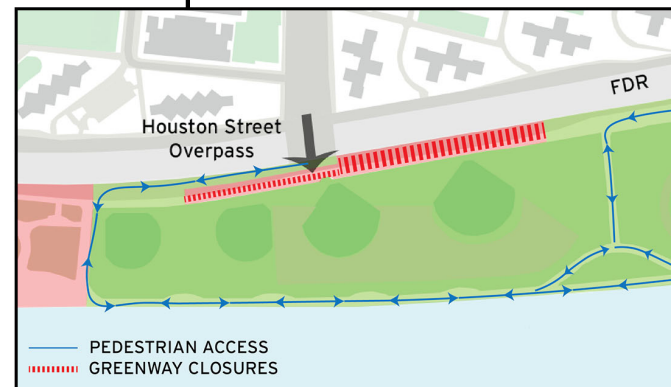 FDR
Houston Street
Overpass
PEDESTRIAN ACCESS
GREENWAY CLOSURES